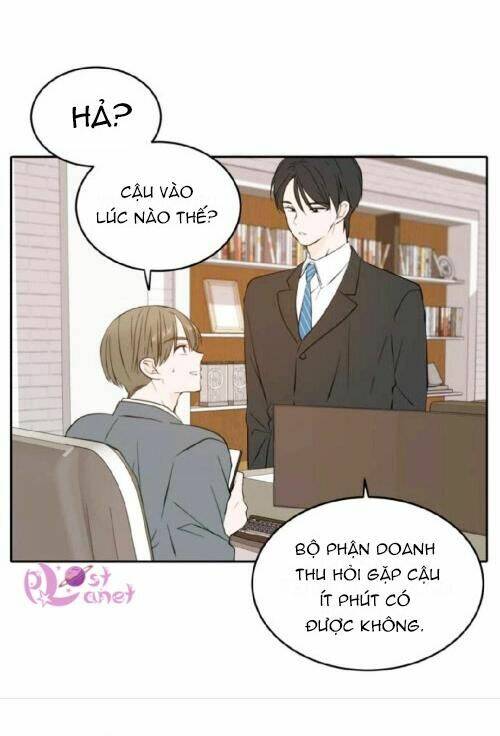 HẢ?
CẬU VÀO
LÚC NÀO THẾ?
BỘ PHẬN DOANH
THU HỎI GẶP CẬU
ÍT PHÚT CÓ
ĐƯỢC KHÔNG.
Lost
Planet